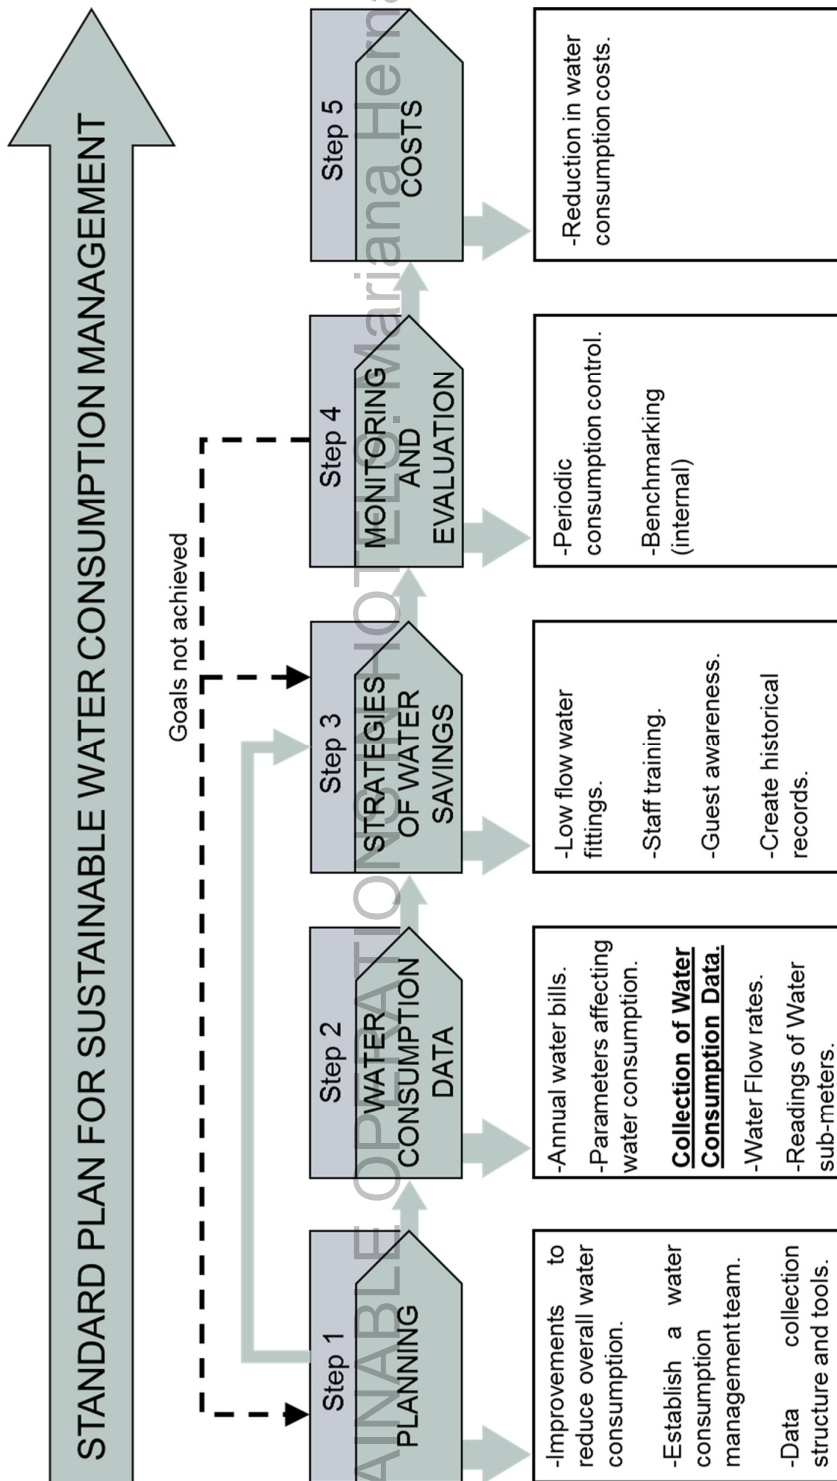 STANDARD PLAN FOR SUSTAINABLE WATER CONSUMPTION MANAGEMENT
Goals not achieved
Step 1
PLANNING
-Improvements to
reduce overall water
consumption.
-Establish a water
consumption
management team.
-Data collection
structure and tools.
Step 2
WATER
CONSUMPTION
DATA
-Annual water bills.
-Parameters affecting
water consumption.
Collection of Water
Consumption Data.
-Water Flow rates.
-Readings of Water
sub-meters.
Step 3
STRATEGIES
OF WATER
SAVINGS
-Low flow water
fittings.
-Staff training.
-Guest awareness.
-Create historical
records.
Step 4
MONITORING
AND
EVALUATION
-Periodic
consumption control.
-Benchmarking
(internal)
Step 5
COSTS
-Reduction in water
consumption costs.
OPERATIONS IN HOTELS. Mariana